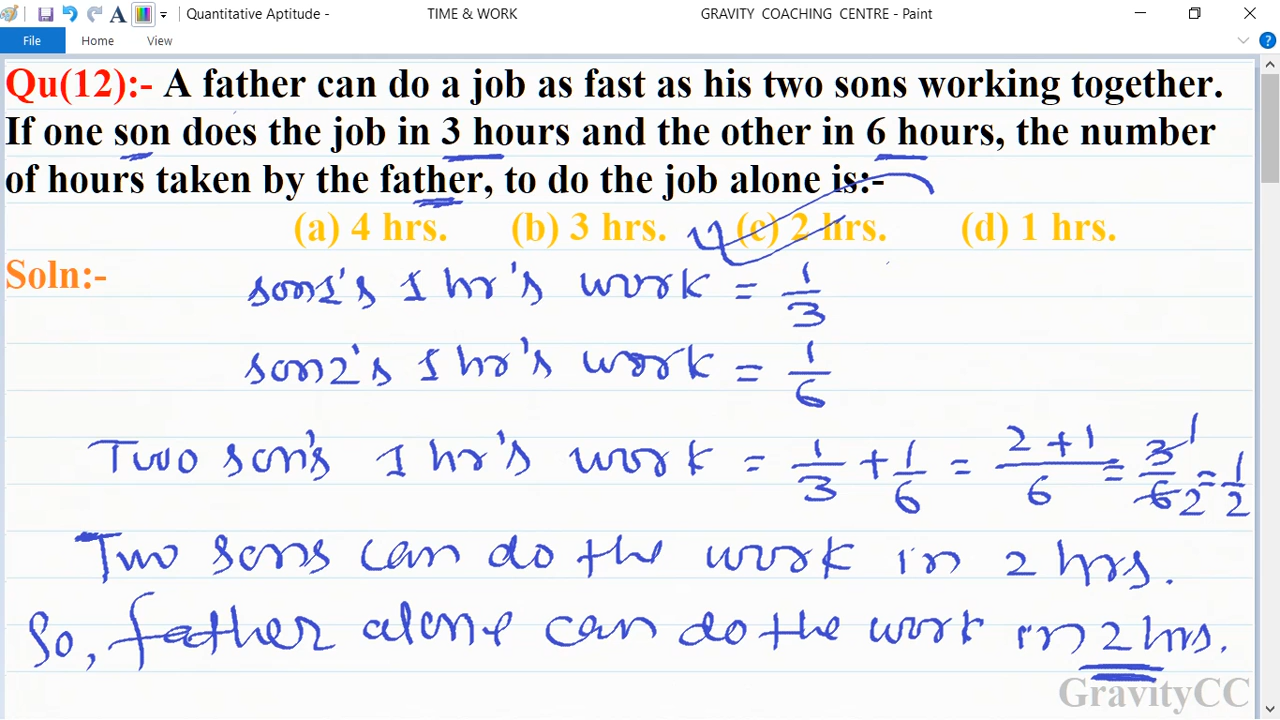 Quantitative Aptitude - TIME & WORK GRAVITY COACHING CENTRE - Paint
File Home View
Qu(12):- A father can do a job as fast as his two sons working together.
If one son does the job in 3 hours and the other in 6 hours, the number
of hours taken by the father, to do the job alone is:-
(a) 4 hrs. (b) 3 hrs. (c) 2 hrs. (d) 1 hrs.
Soln:-
son1's 1 hr's work = 1/3
son2's 1 hr's work = 1/6
Two son's 1 hr's work = 1/3 + 1/6 = 2+1/6 = 3/6 1 2 = 1/2
Two sons can do the work in 2 hrs.
So, father alone can do the work in 2 hrs.
GravityCC